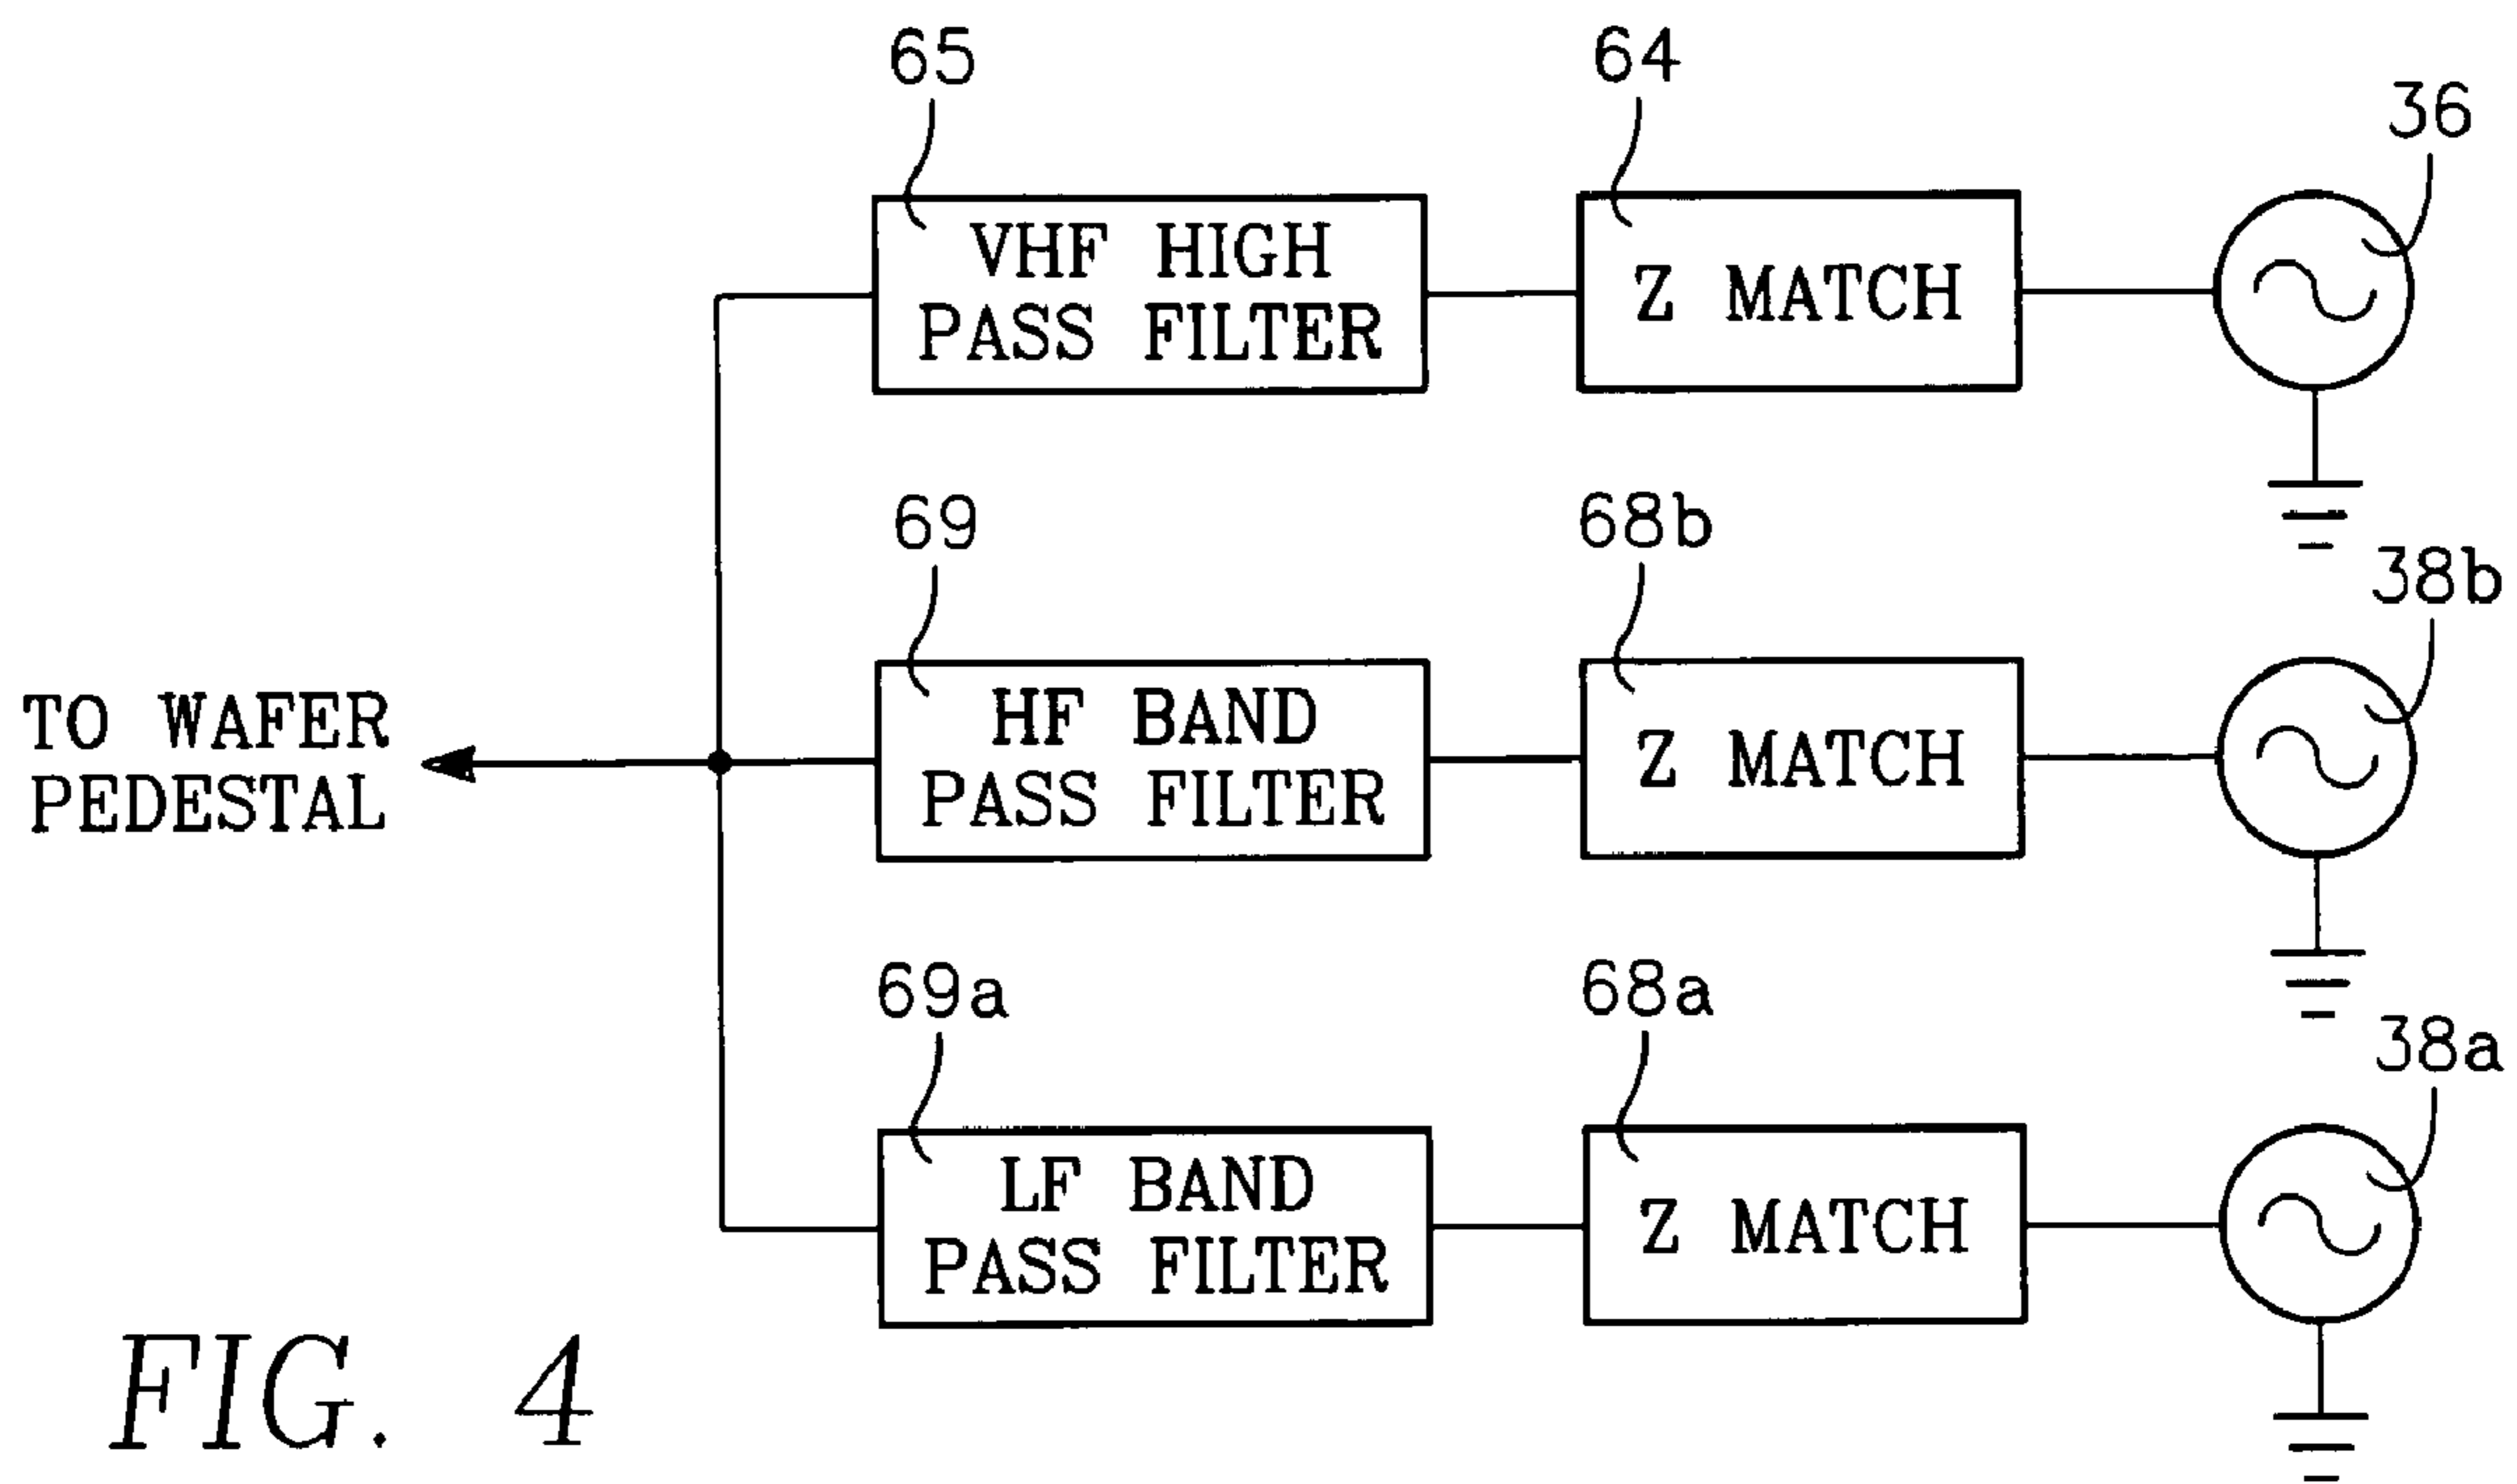 65
64
36
VHF HIGH
PASS FILTER
Z MATCH
69
68b
38b
TO WAFER
PEDESTAL
HF BAND
PASS FILTER
Z MATCH
69a
68a
38a
LF BAND
PASS FILTER
Z MATCH
FIG. 4